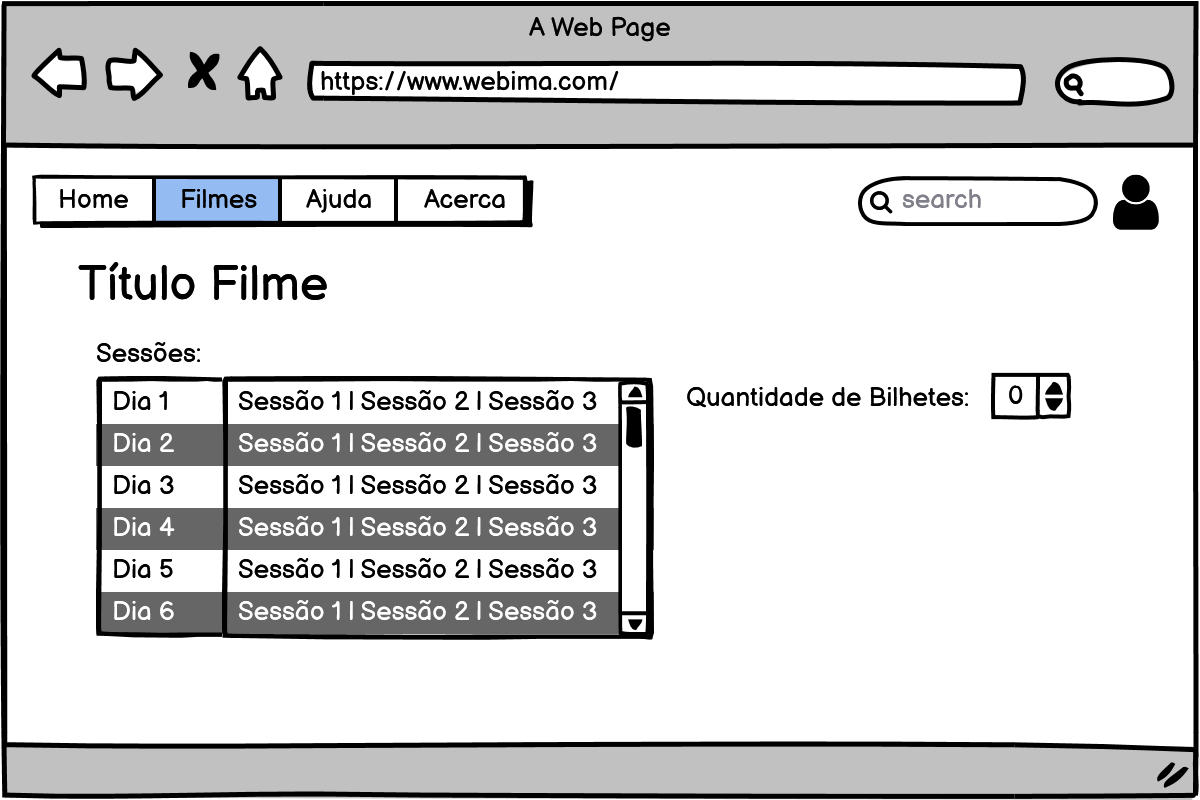 A Web Page
https://www.webima.com/
Home Filmes Ajuda Acerca
search
Título Filme
Sessões:
Dia 1 Sessão 1 | Sessão 2 | Sessão 3
Quantidade de Bilhetes: 0
Dia 2 Sessão 1 | Sessão 2 | Sessão 3
Dia 3 Sessão 1 | Sessão 2 | Sessão 3
Dia 4 Sessão 1 | Sessão 2 | Sessão 3
Dia 5 Sessão 1 | Sessão 2 | Sessão 3
Dia 6 Sessão 1 | Sessão 2 | Sessão 3